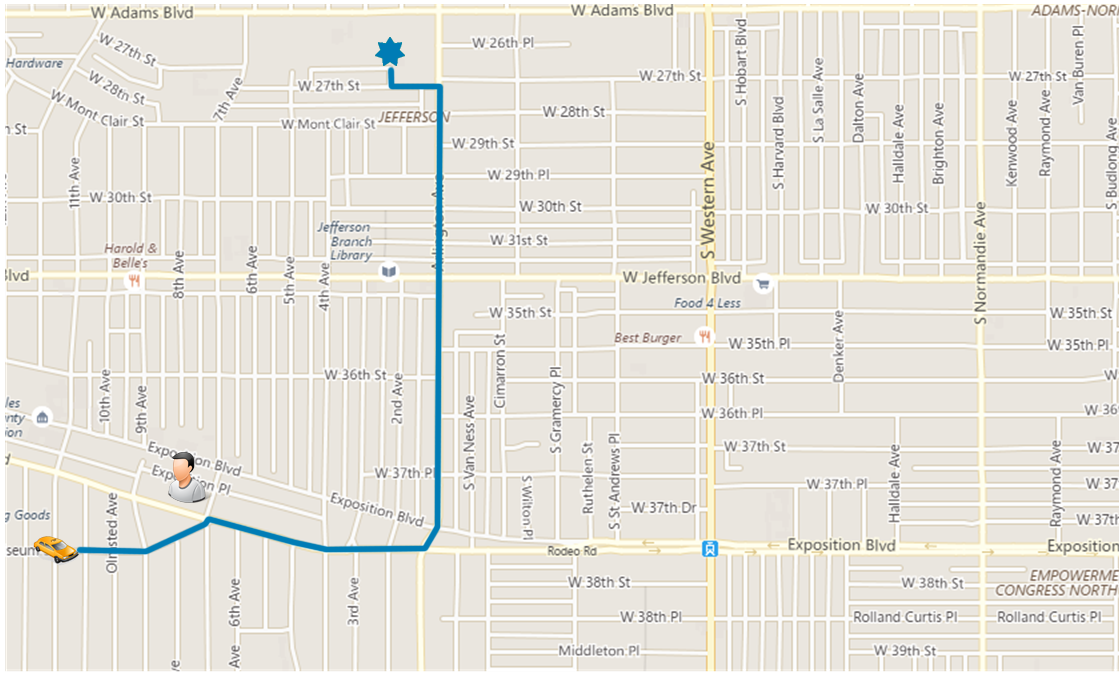 W Adams Blvd
W Adams Blvd
ADAMS-NOR
W 27th St
W 26th Pl
S Hobart Blvd
Van Buren Pl
Hardware
W 28th St
7th Ave
W 27th St
W 27th St
S La Salle Ave
Dalton Ave
W 27th St
W Mont Clair St
W Mont Clair St
JEFFERSON
W 28th St
S Harvard Blvd
Halldale Ave
Brighton Ave
Kenwood Ave
Raymond Ave
S Budlong Ave
n St
W 29th St
11th Ave
W 29th Pl
S Western Ave
W 30th St
W 30th St
W 30th St
Arlington Ave
Jefferson
Branch
Library
W 31st St
Harold &
Belle's
8th Ave
6th Ave
5th Ave
4th Ave
S Normandie Ave
Blvd
W Jefferson Blvd
Food 4 Less
W 35th St
W 35th St
Best Burger
W 35th Pl
W 35th Pl
Denker Ave
Cimarron St
W 36th St
W 36th St
W
10th Ave
9th Ave
2nd Ave
S Gramercy Pl
les
nty
ion
W 36th Pl
W 36
S Van Ness Ave
W 37th St
W 37
Exposition Blvd
Exposition Pl
W 37th Pl
Ruthelen St
S St Andrews Pl
W 37th Pl
W 37
Halldale Ave
Raymond Ave
S Wilton Pl
Exposition Blvd
W 37th Dr
W 37th
g Goods
Olmsted Ave
seum
Rodeo Rd
Exposition Blvd
Exposition
6th Ave
3rd Ave
W 38th St
W 38th St
EMPOWERME
CONGRESS NORTH
W 38th Pl
Rolland Curtis Pl
Rolland Curtis Pl
ve
Ave
Middleton Pl
W 39th St